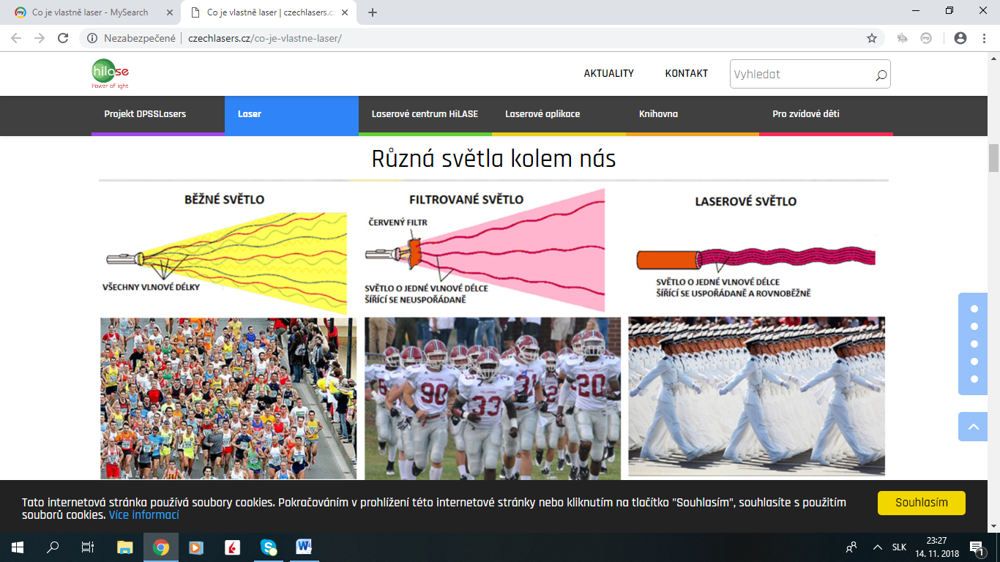 Co je vlastně laser - MySearch
Co je vlastně laser | czechlasers.cz
Nezabezpečené
czechlasers.cz/co-je-vlastne-laser/
my
hilase
Power of light
AKTUALITY
KONTAKT
Vyhledat
Projekt DPSSLasers
Laser
Laserové centrum HiLASE
Laserové aplikace
Knihovna
Pro zvídavé děti
Různá světla kolem nás
BĚŽNÉ SVĚTLO
VŠECHNY VLNOVÉ DÉLKY
FILTROVANÉ SVĚTLO
ČERVENÝ FILTR
SVĚTLO O JEDNÉ VLNOVÉ DÉLCE
ŠÍŘÍCÍ SE NEUSPOŘÁDANĚ
LASEROVÉ SVĚTLO
SVĚTLO O JEDNÉ VLNOVÉ DÉLCE
ŠÍŘÍCÍ SE USPOŘÁDANĚ A ROVNOBĚŽNĚ
90
33
31
20
Tato internetová stránka používá soubory cookies. Pokračováním v prohlížení této internetové stránky nebo kliknutím na tlačítko "Souhlasím", souhlasíte s použitím
souborů cookies. Více informací
Souhlasím
SLK
23:27
14. 11. 2018
1